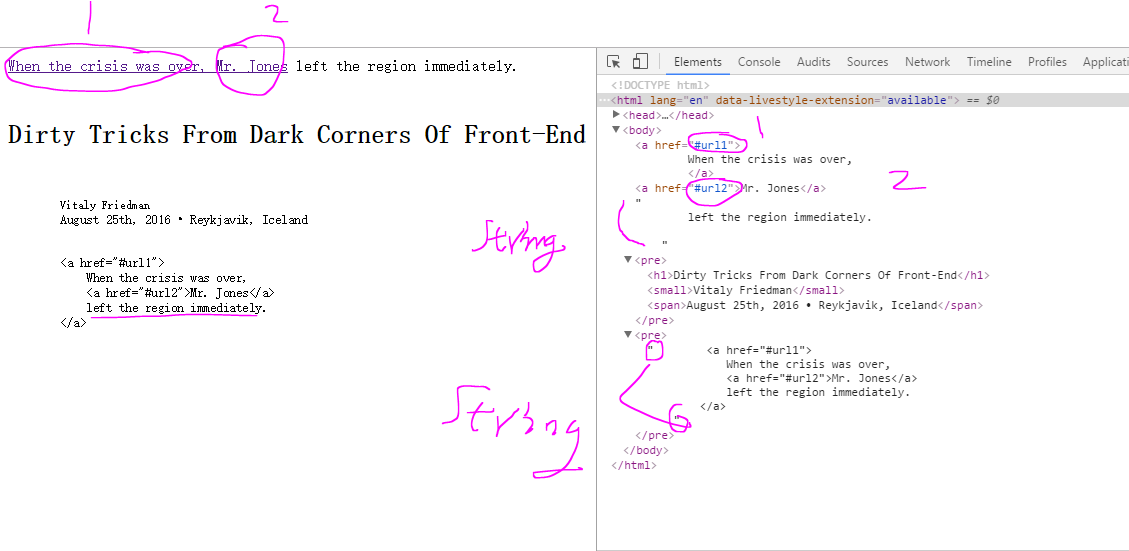 1
2
When the crisis was over, Mr. Jones left the region immediately.
Dirty Tricks From Dark Corners Of Front-End
Vitaly Friedman
August 25th, 2016 • Reykjavik, Iceland
<a href="#url1">
When the crisis was over,
<a href="#url2">Mr. Jones</a>
left the region immediately.
</a>
String
String
Elements Console Audits Sources Network Timeline Profiles Applicati
<!DOCTYPE html>
<html lang="en" data-livestyle-extension="available"> == $0
<head>…</head>
<body>
1
<a href="#url1">
When the crisis was over,
</a>
2
<a href="#url2">Mr. Jones</a>
"
left the region immediately.
"
<pre>
<h1>Dirty Tricks From Dark Corners Of Front-End</h1>
<small>Vitaly Friedman</small>
<span>August 25th, 2016 • Reykjavik, Iceland</span>
</pre>
<pre>
" <a href="#url1">
When the crisis was over,
<a href="#url2">Mr. Jones</a>
left the region immediately.
</a>
"
</pre>
</body>
</html>